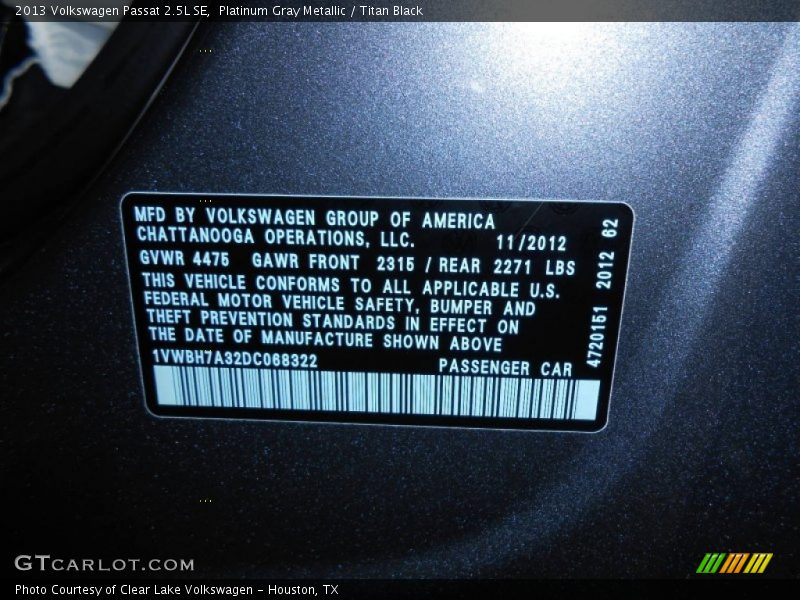 2013 Volkswagen Passat 2.5L SE,  Platinum Gray Metallic / Titan Black
MFD BY VOLKSWAGEN GROUP OF AMERICA
CHATTANOOGA OPERATIONS, LLC. 11/2012
GVWR 4475 GAWR FRONT 2315 / REAR 2271 LBS
THIS VEHICLE CONFORMS TO ALL APPLICABLE U.S.
FEDERAL MOTOR VEHICLE SAFETY, BUMPER AND
THEFT PREVENTION STANDARDS IN EFFECT ON
THE DATE OF MANUFACTURE SHOWN ABOVE
1VWBH7A32DC068322 PASSENGER CAR
4720151 2012 62
GTCARLOT.COM
Photo Courtesy of Clear Lake Volkswagen - Houston, TX